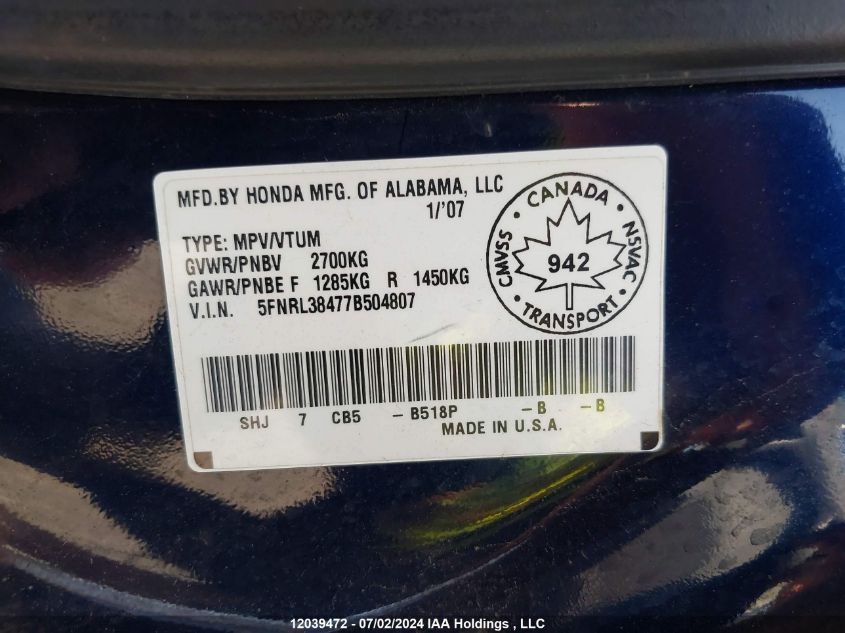 MFD.BY HONDA MFG. OF ALABAMA, LLC
1/'07
TYPE: MPV/VTUM
GVWR/PNBV 2700KG
GAWR/PNBE F 1285KG R 1450KG
V.I.N. 5FNRL38477B504807
CANADA
CMVSS
942
NSVAC
TRANSPORT
SHJ 7 CB5 - B518P - B - B
MADE IN U.S.A.
12039472 - 07/02/2024 IAA Holdings , LLC